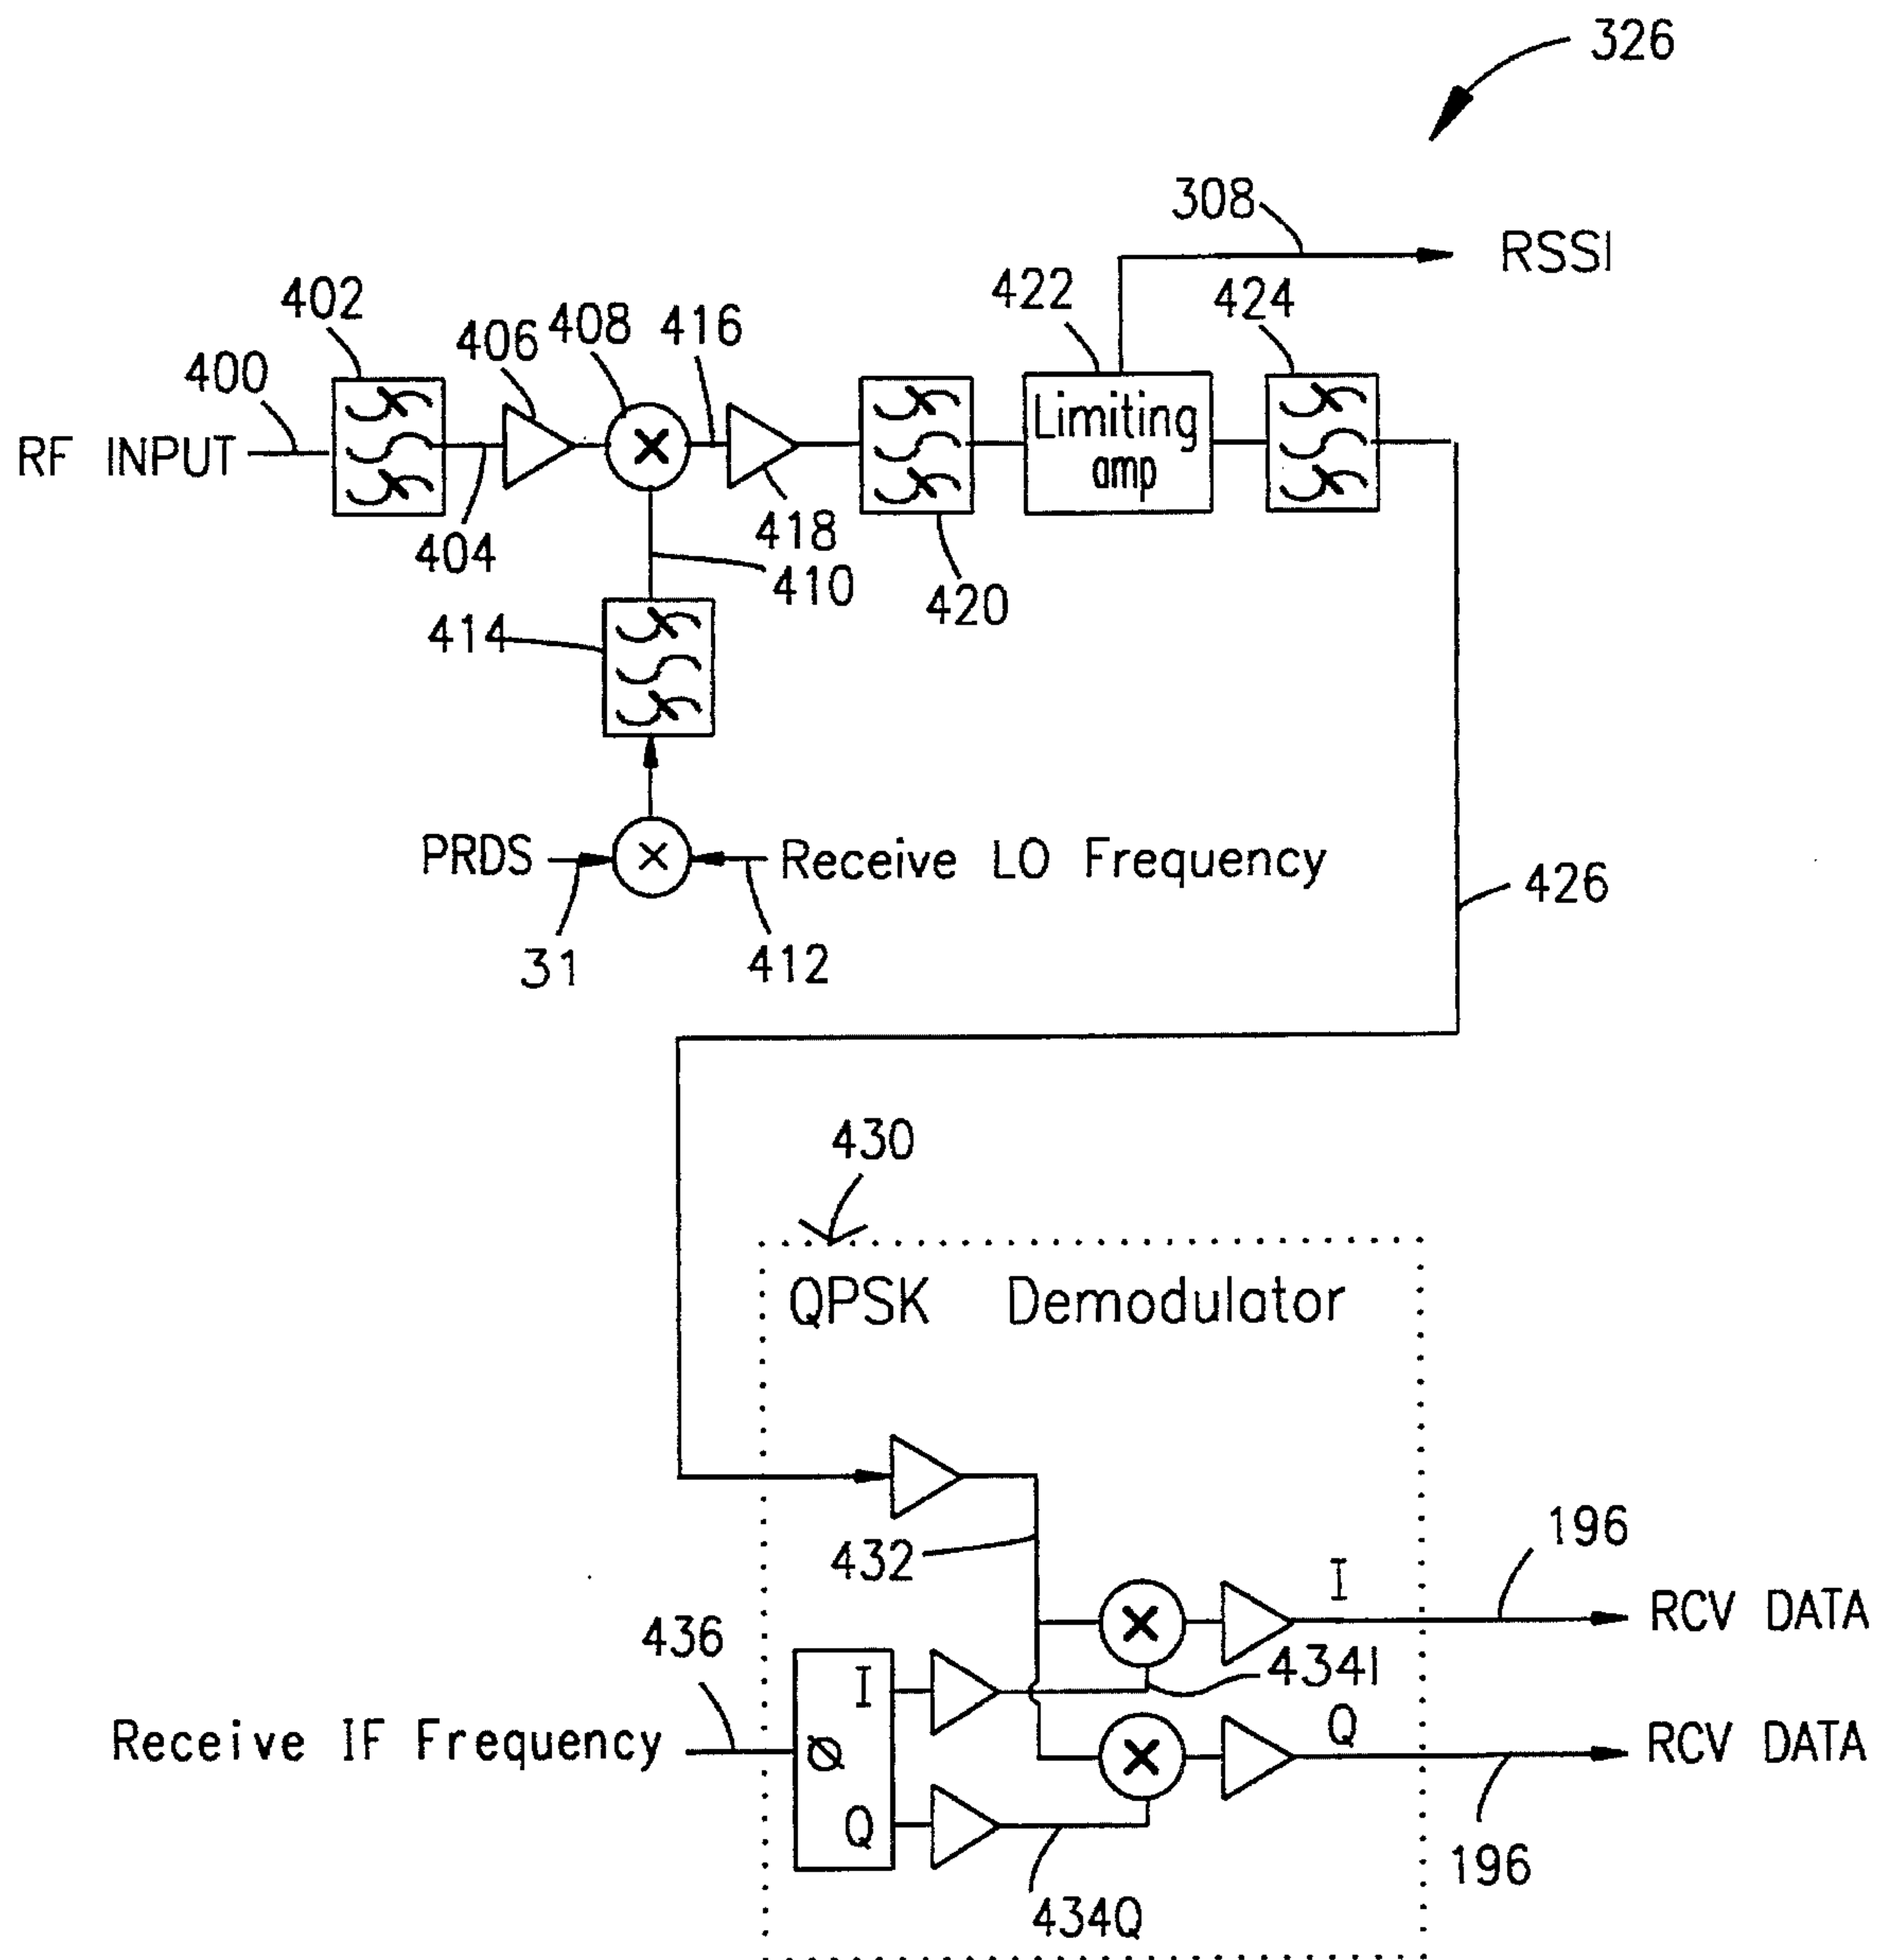 326
308
RSSI
402
422
424
406
408
416
400
Limiting
amp
RF INPUT
404
418
410
420
414
PRDS
Receive LO Frequency
426
31
412
430
QPSK Demodulator
432
I
196
RCV DATA
436
I
434I
Receive IF Frequency
Ø
Q
RCV DATA
Q
434Q
196